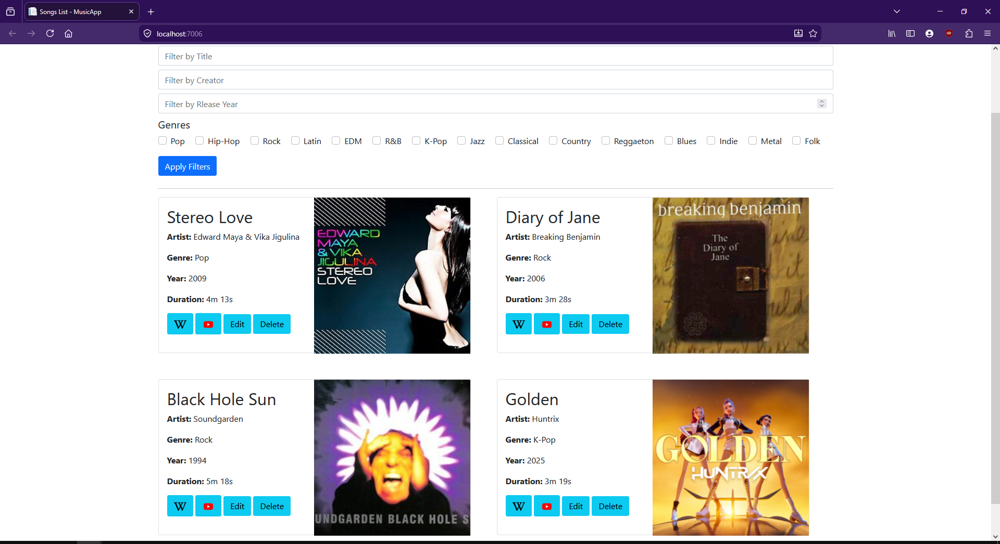 Songs List - MusicApp
localhost:7006
Filter by Title
Filter by Creator
Filter by Rlease Year
Genres
Pop Hip-Hop Rock Latin EDM R&B K-Pop Jazz Classical Country Reggaeton Blues Indie Metal Folk
Apply Filters
Stereo Love
Artist: Edward Maya & Vika Jigulina
Genre: Pop
Year: 2009
Duration: 4m 13s
W Edit Delete
EDWARD
MAYA
& VIKA
JIGULINA
STEREO
LOVE
Diary of Jane
Artist: Breaking Benjamin
Genre: Rock
Year: 2006
Duration: 3m 28s
W Edit Delete
breaking benjamin
The
Diary of
Jane
Black Hole Sun
Artist: Soundgarden
Genre: Rock
Year: 1994
Duration: 5m 18s
W Edit Delete
UNDGARDEN BLACK HOLE S
Golden
Artist: Huntrix
Genre: K-Pop
Year: 2025
Duration: 3m 19s
W Edit Delete
GOLDEN
HUNTR/X